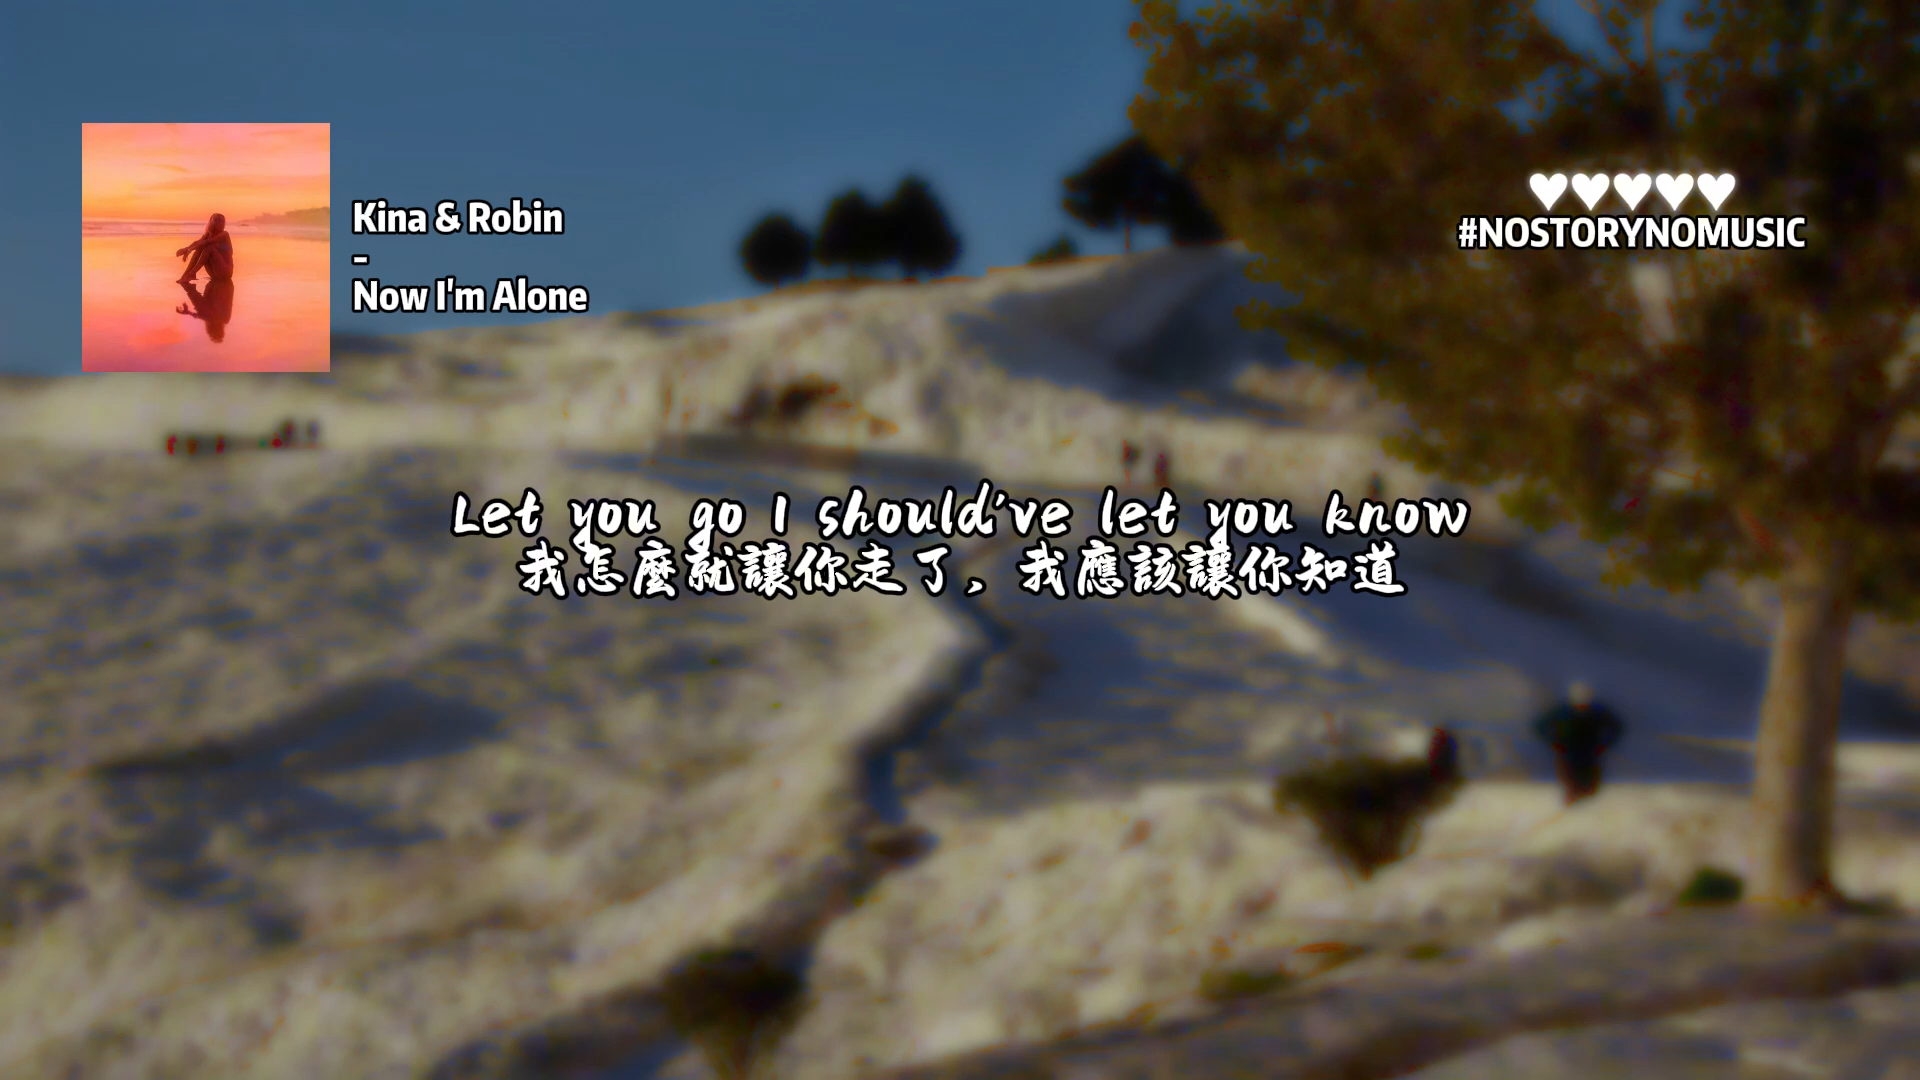 Kina & Robin
-
Now I'm Alone
♥♥♥♥♥
#NOSTORYNOMUSIC
Let you go I should've let you know
我怎麼就讓你走了，我應該讓你知道